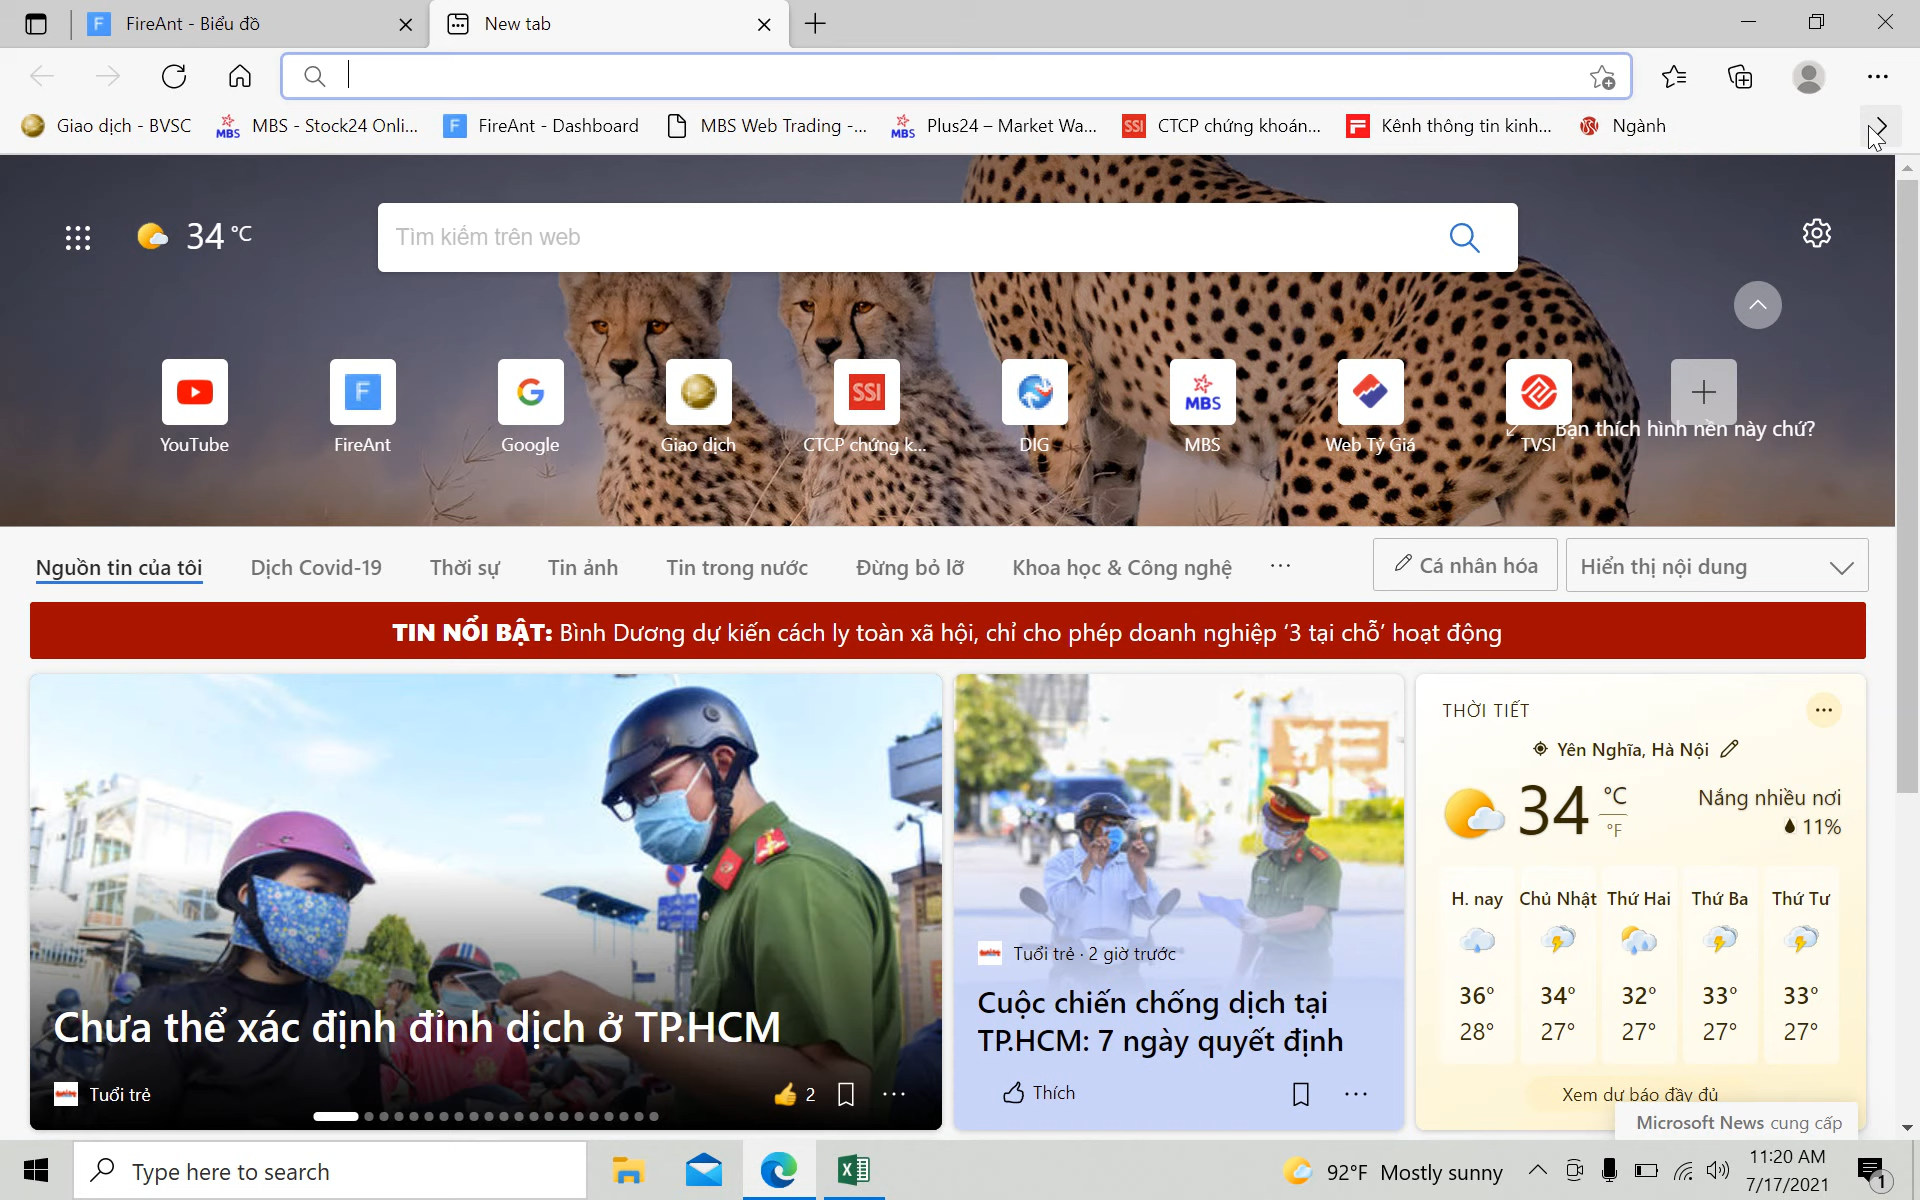 FireAnt - Biểu đồ
New tab
Giao dịch - BVSC
MBS
MBS - Stock24 Onli...
F
FireAnt - Dashboard
MBS Web Trading -...
MBS
Plus24 – Market Wa...
SSI
CTCP chứng khoán...
Kênh thông tin kinh...
Ngành
34 °C
Tìm kiếm trên web
F
G
SSI
MBS
YouTube
FireAnt
Google
Giao dịch
CTCP chứng k...
DIG
MBS
Web Tỷ Giá
TVSI
Bạn thích hình nền này chứ?
Nguồn tin của tôi
Dịch Covid-19
Thời sự
Tin ảnh
Tin trong nước
Đừng bỏ lỡ
Khoa học & Công nghệ
...
Cá nhân hóa
Hiển thị nội dung
TIN NỔI BẬT: Bình Dương dự kiến cách ly toàn xã hội, chỉ cho phép doanh nghiệp ‘3 tại chỗ’ hoạt động
Chưa thể xác định đỉnh dịch ở TP.HCM
Tuổi trẻ
2
Tuổi trẻ · 2 giờ trước
Cuộc chiến chống dịch tại
TP.HCM: 7 ngày quyết định
Thích
THỜI TIẾT
Yên Nghĩa, Hà Nội
34 °C
°F
Nắng nhiều nơi
11%
H. nay
Chủ Nhật
Thứ Hai
Thứ Ba
Thứ Tư
36°
34°
32°
33°
33°
28°
27°
27°
27°
27°
Xem dự báo đầy đủ
Microsoft News cung cấp
Type here to search
92°F Mostly sunny
11:20 AM
7/17/2021
1